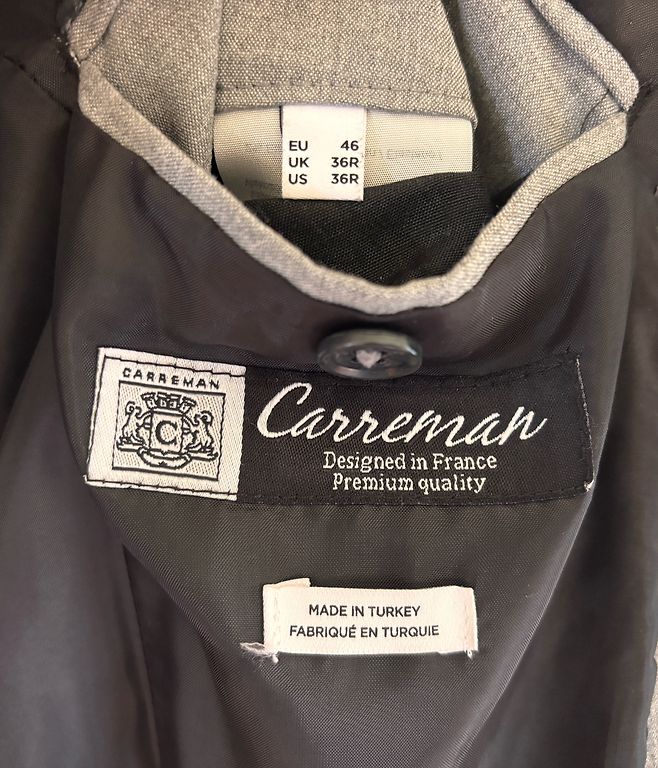 EU 46
UK 36R
US 36R
CARREMAN
C
Carreman
Designed in France
Premium quality
MADE IN TURKEY
FABRIQUÉ EN TURQUIE